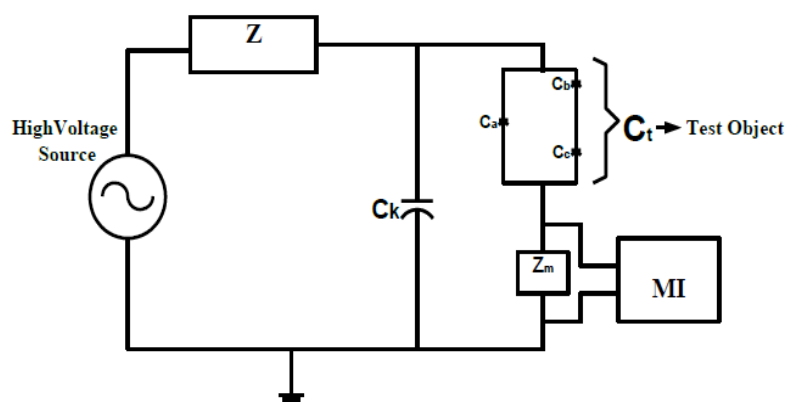 Z
HighVoltage
Source
Ck
Ca
Cb
Cc
Ct
Test Object
Zm
MI